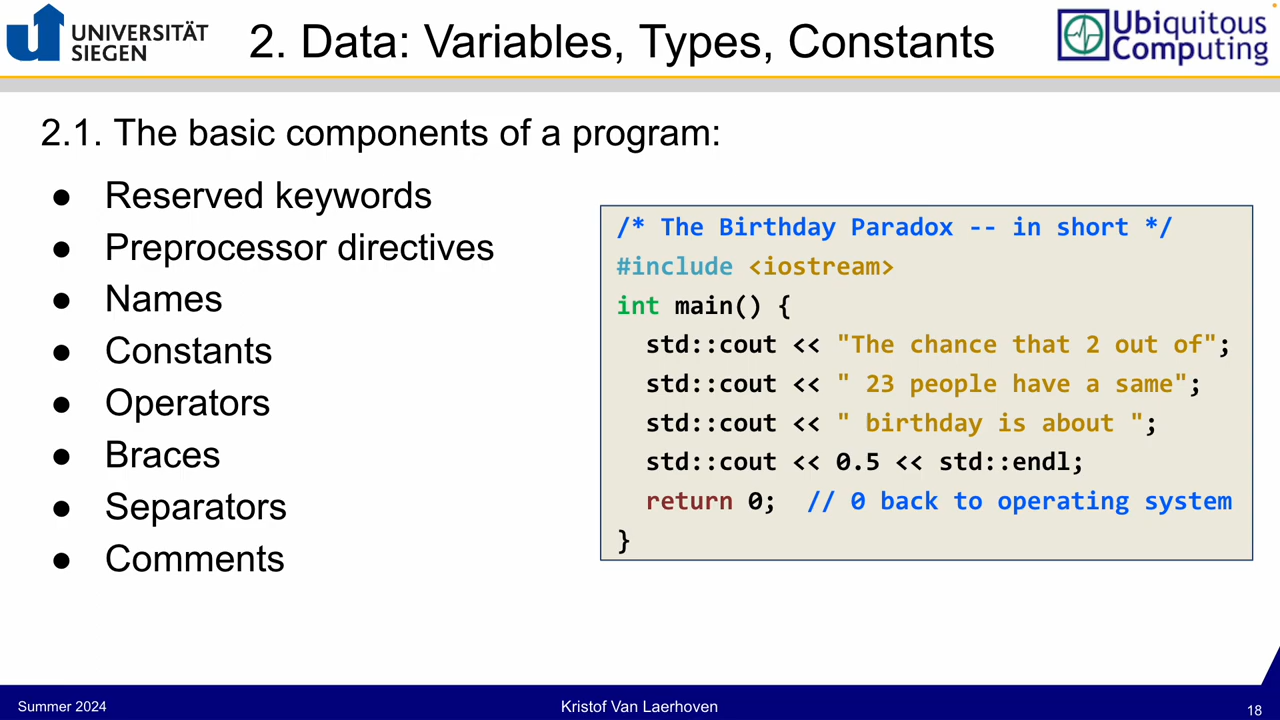 UNIVERSITÄT
SIEGEN
2. Data: Variables, Types, Constants
Ubiquitous
Computing
2.1. The basic components of a program:
● Reserved keywords
● Preprocessor directives
● Names
● Constants
● Operators
● Braces
● Separators
● Comments
/* The Birthday Paradox -- in short */
#include <iostream>
int main() {
  std::cout << "The chance that 2 out of";
  std::cout << " 23 people have a same";
  std::cout << " birthday is about ";
  std::cout << 0.5 << std::endl;
  return 0;  // 0 back to operating system
}
Summer 2024
Kristof Van Laerhoven
18